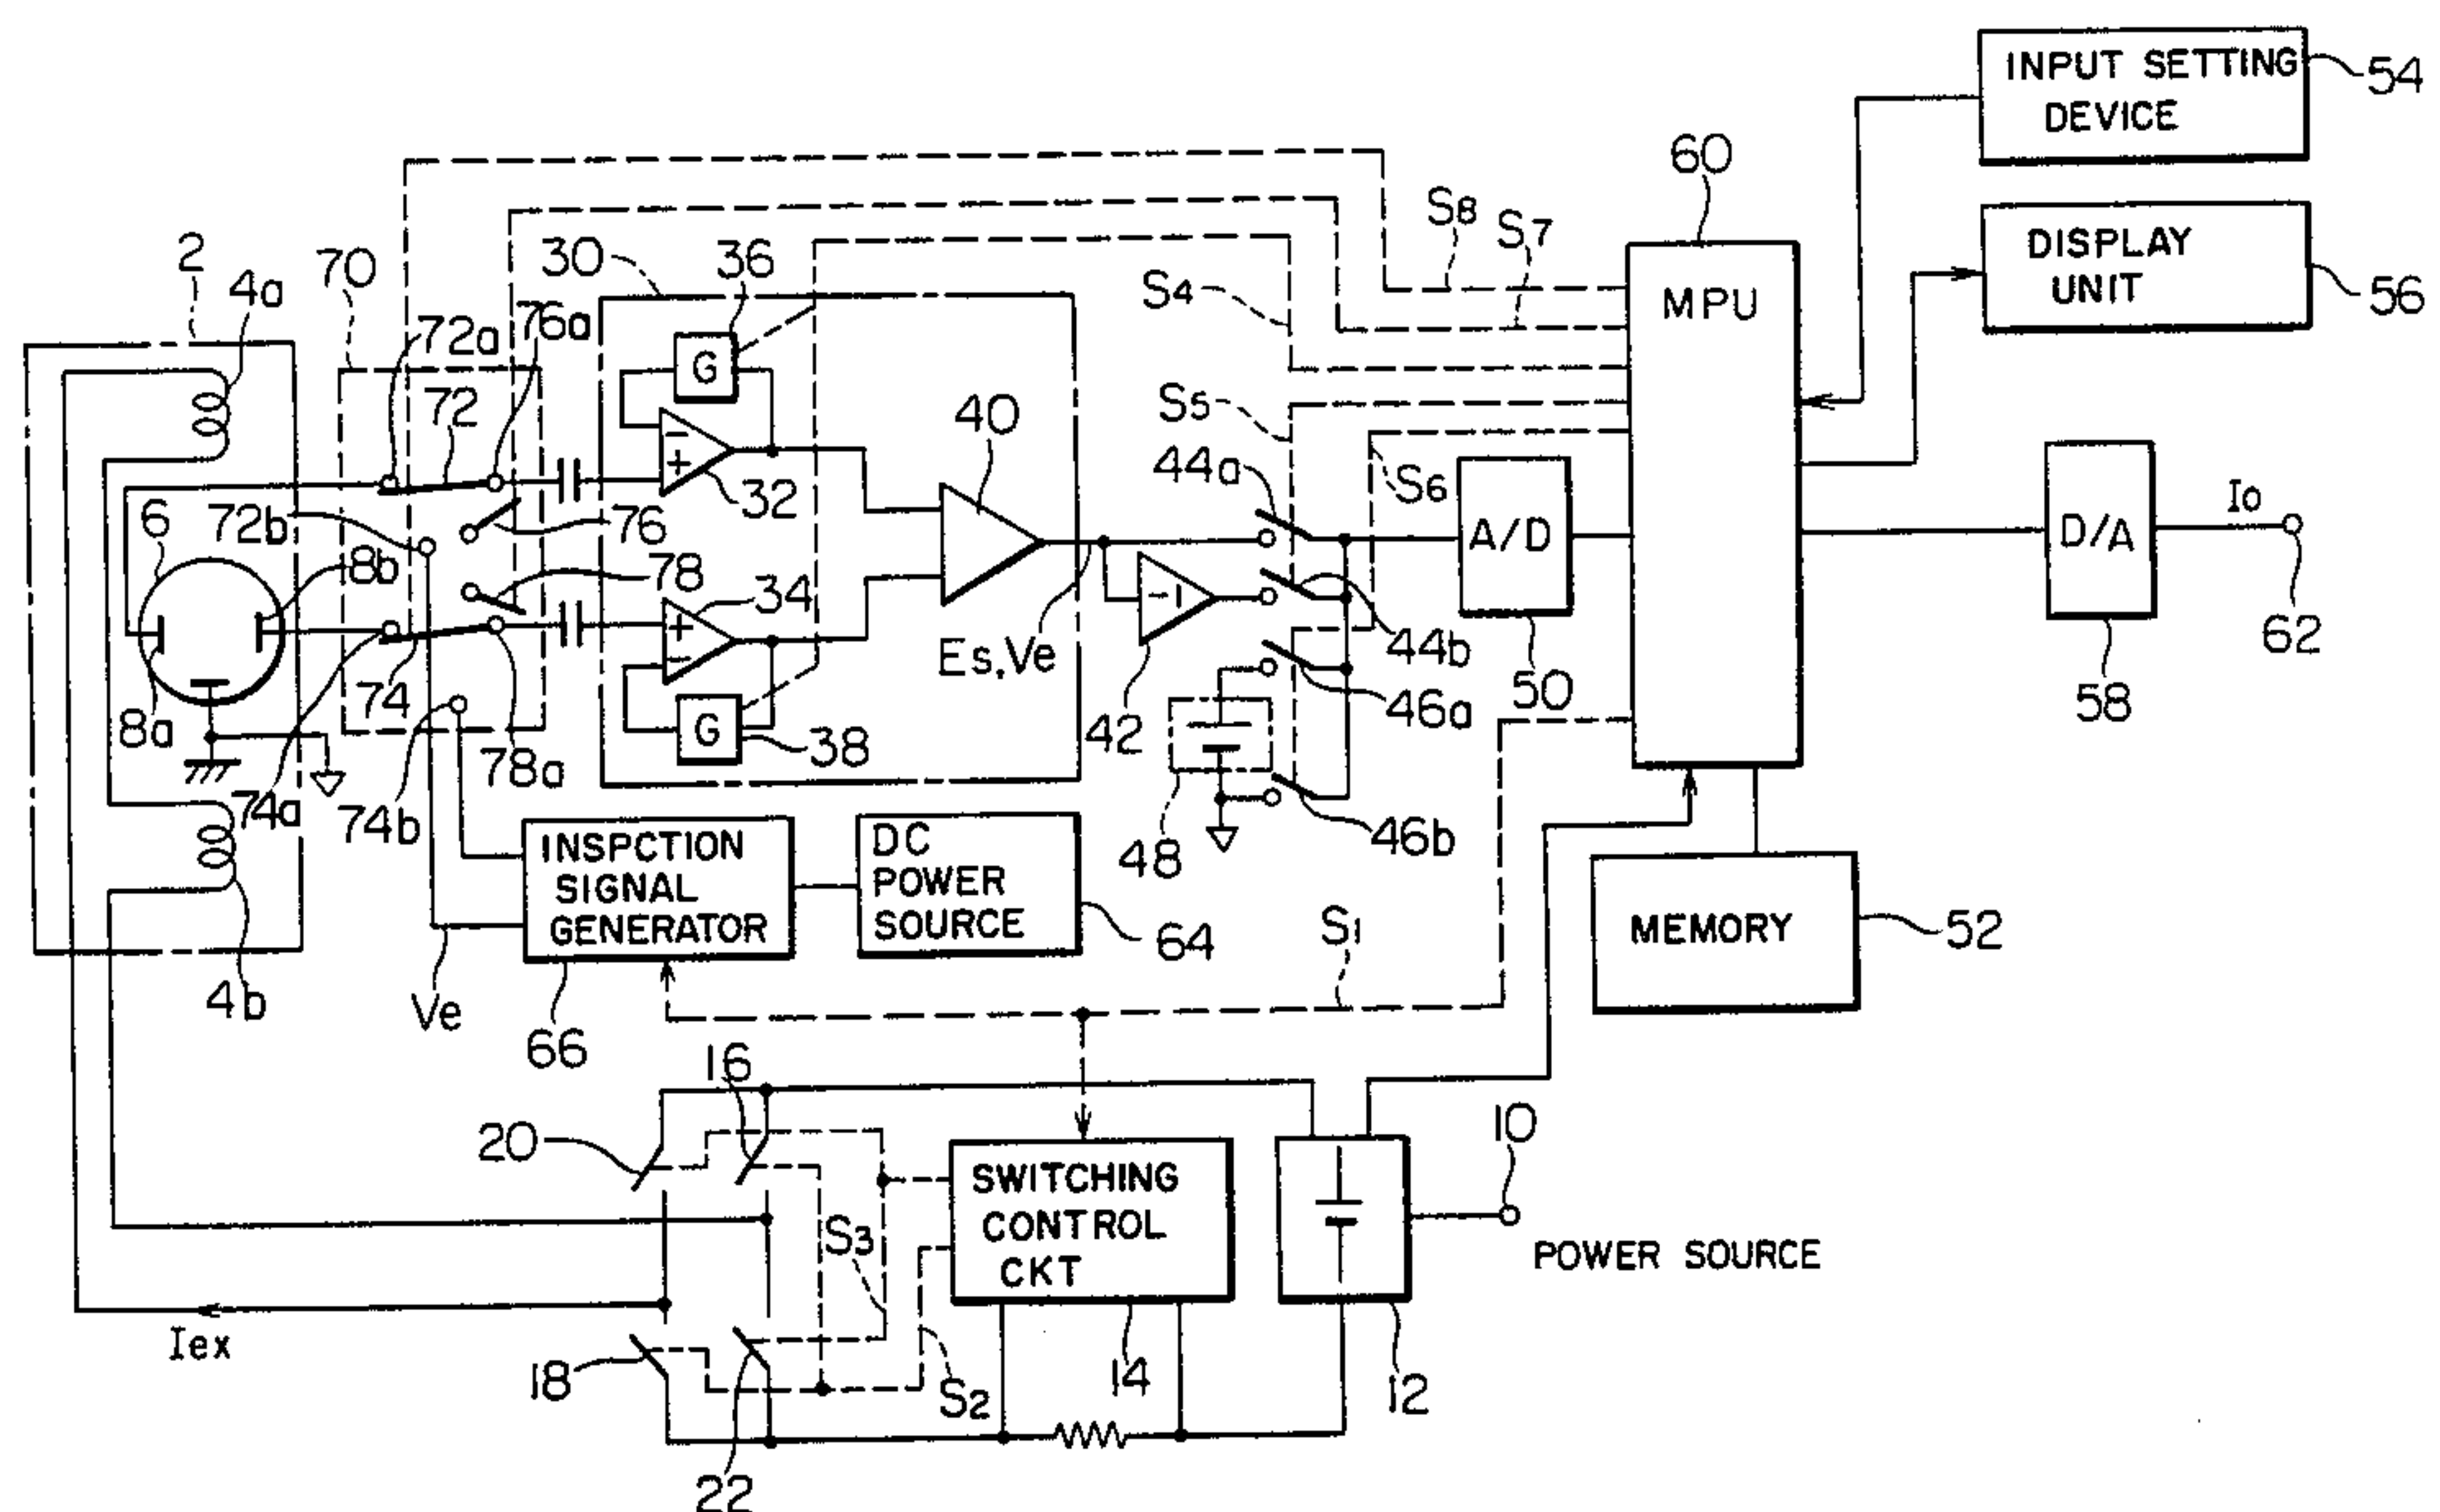 INPUT SETTING
DEVICE
54
60
S8
S7
DISPLAY
UNIT
56
2
4a
70
30
36
S4
MPU
72a
76a
G
72
S5
40
44a
S6
32
6
72b
76
A/D
D/A
Io
8b
78
34
-1
Es,Ve
44b
62
8a
74
G
42
46a
50
58
38
78a
74a
74b
48
46b
INSPCTION
SIGNAL
GENERATOR
DC
POWER
SOURCE
64
MEMORY
52
S1
4b
Ve
66
16
20
10
SWITCHING
CONTROL
CKT
S3
POWER SOURCE
Iex
18
S2
14
12
22